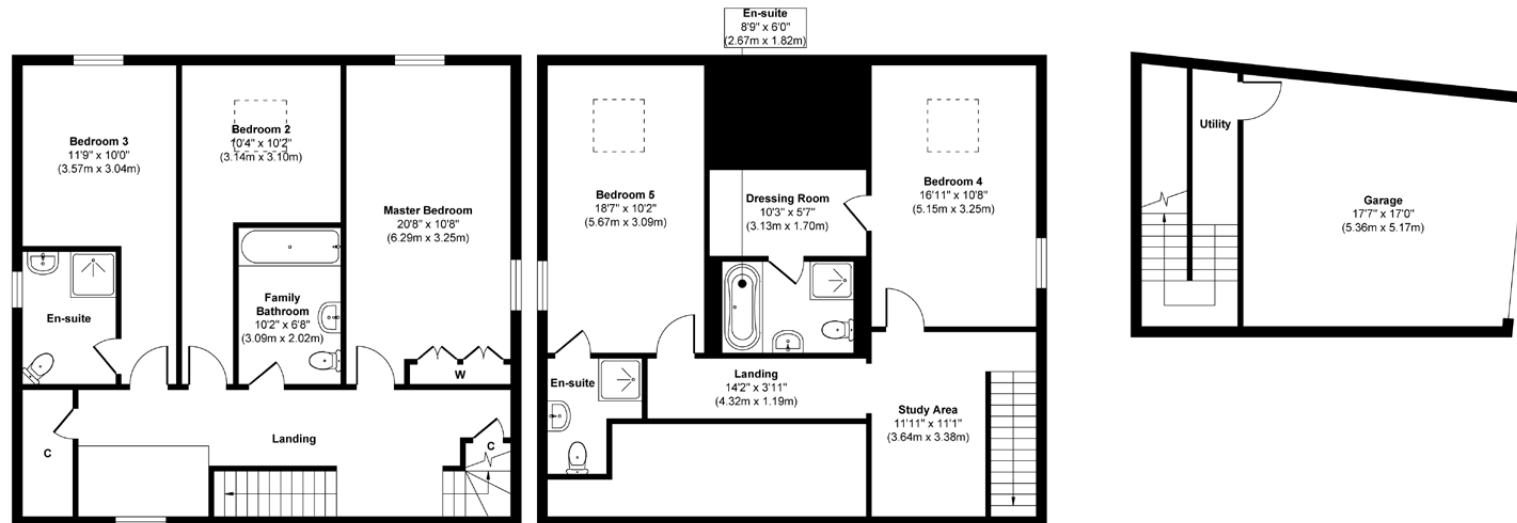 Bedroom 3
11'9" x 10'0"
(3.57m x 3.04m)
Bedroom 2
10'4" x 10'2"
(3.14m x 3.10m)
Master Bedroom
20'8" x 10'8"
(6.29m x 3.25m)
En-suite
Family
Bathroom
10'2" x 6'8"
(3.09m x 2.02m)
W
Landing
C
C
En-suite
8'9" x 6'0"
(2.67m x 1.82m)
Bedroom 5
18'7" x 10'2"
(5.67m x 3.09m)
Dressing Room
10'3" x 5'7"
(3.13m x 1.70m)
Bedroom 4
16'11" x 10'8"
(5.15m x 3.25m)
En-suite
Landing
14'2" x 3'11"
(4.32m x 1.19m)
Study Area
11'11" x 11'1"
(3.64m x 3.38m)
Utility
Garage
17'7" x 17'0"
(5.36m x 5.17m)